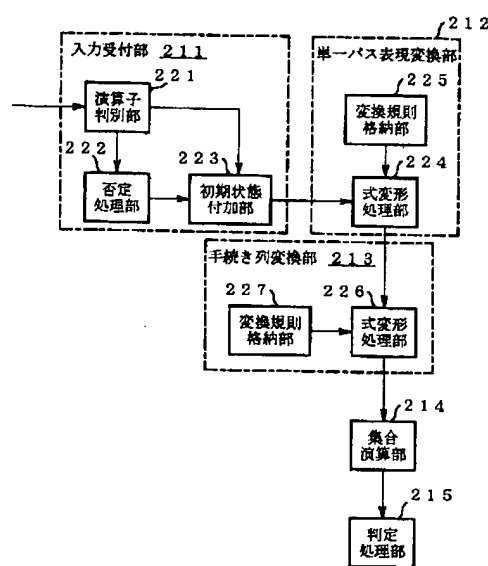 212
入力受付部 211
単一パス表現変換部
221
演算子
判別部
225
変換規則
格納部
222
223
224
否定
処理部
初期状態
付加部
式変形
処理部
手続き列変換部 213
227
226
変換規則
格納部
式変形
処理部
214
集合
演算部
215
判定
処理部